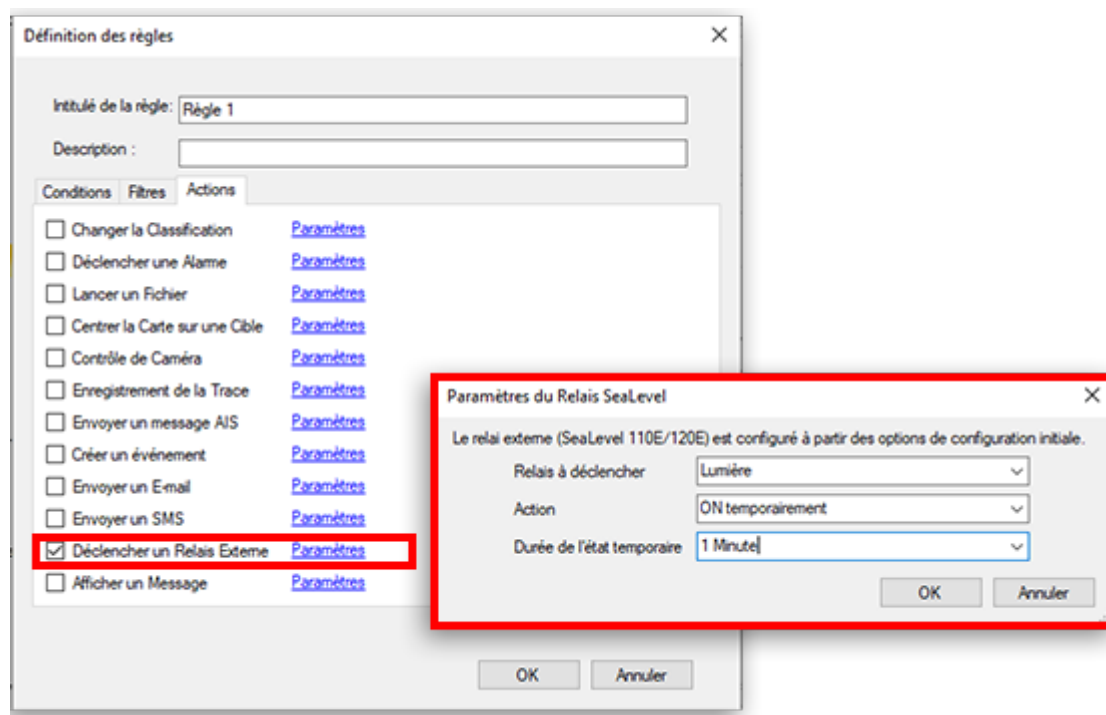 Définition des règles
Intitulé de la règle: Règle 1
Description :
Conditions Filtres Actions
Changer la Classification Paramètres
Déclencher une Alarme Paramètres
Lancer un Fichier Paramètres
Centrer la Carte sur une Cible Paramètres
Contrôle de Caméra Paramètres
Enregistrement de la Trace Paramètres
Envoyer un message AIS Paramètres
Créer un événement Paramètres
Envoyer un E-mail Paramètres
Envoyer un SMS Paramètres
Déclencher un Relais Externe Paramètres
Afficher un Message Paramètres
OK Annuler
Paramètres du Relais SeaLevel
Le relai externe (SeaLevel 110E/120E) est configuré à partir des options de configuration initiale.
Relais à déclencher Lumière
Action ON temporairement
Durée de l'état temporaire 1 Minute
OK Annuler